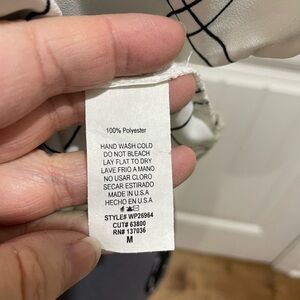 100% Polyester
HAND WASH COLD
DO NOT BLEACH
LAY FLAT TO DRY
LAVE FRIO A MANO
NO USAR CLORO
SECAR ESTIRADO
MADE IN U.S.A
HECHO EN U.S.A
STYLE# WP26964
CUT# 63800
RN# 137036
M